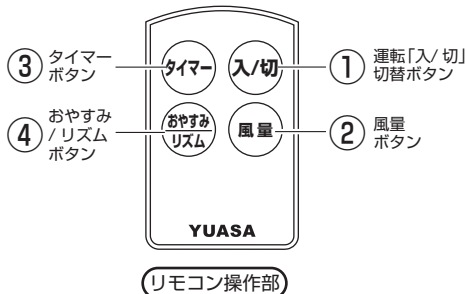 ③ タイマー
ボタン
タイマー
入/切
① 運転「入/切」
切替ボタン
④ おやすみ
/リズム
ボタン
おやすみ
リズム
風量
② 風量
ボタン
YUASA
リモコン操作部